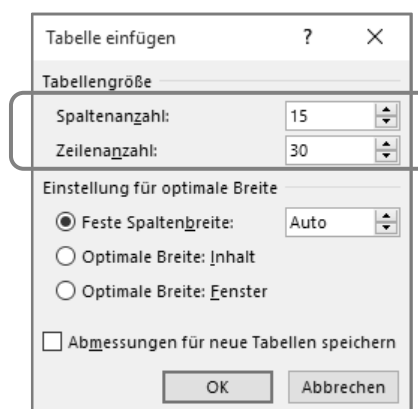 Tabelle einfügen ? ×
Tabellengröße
Spaltenanzahl: 15
Zeilenanzahl: 30
Einstellung für optimale Breite
Feste Spaltenbreite: Auto
Optimale Breite: Inhalt
Optimale Breite: Fenster
Abmessungen für neue Tabellen speichern
OK Abbrechen